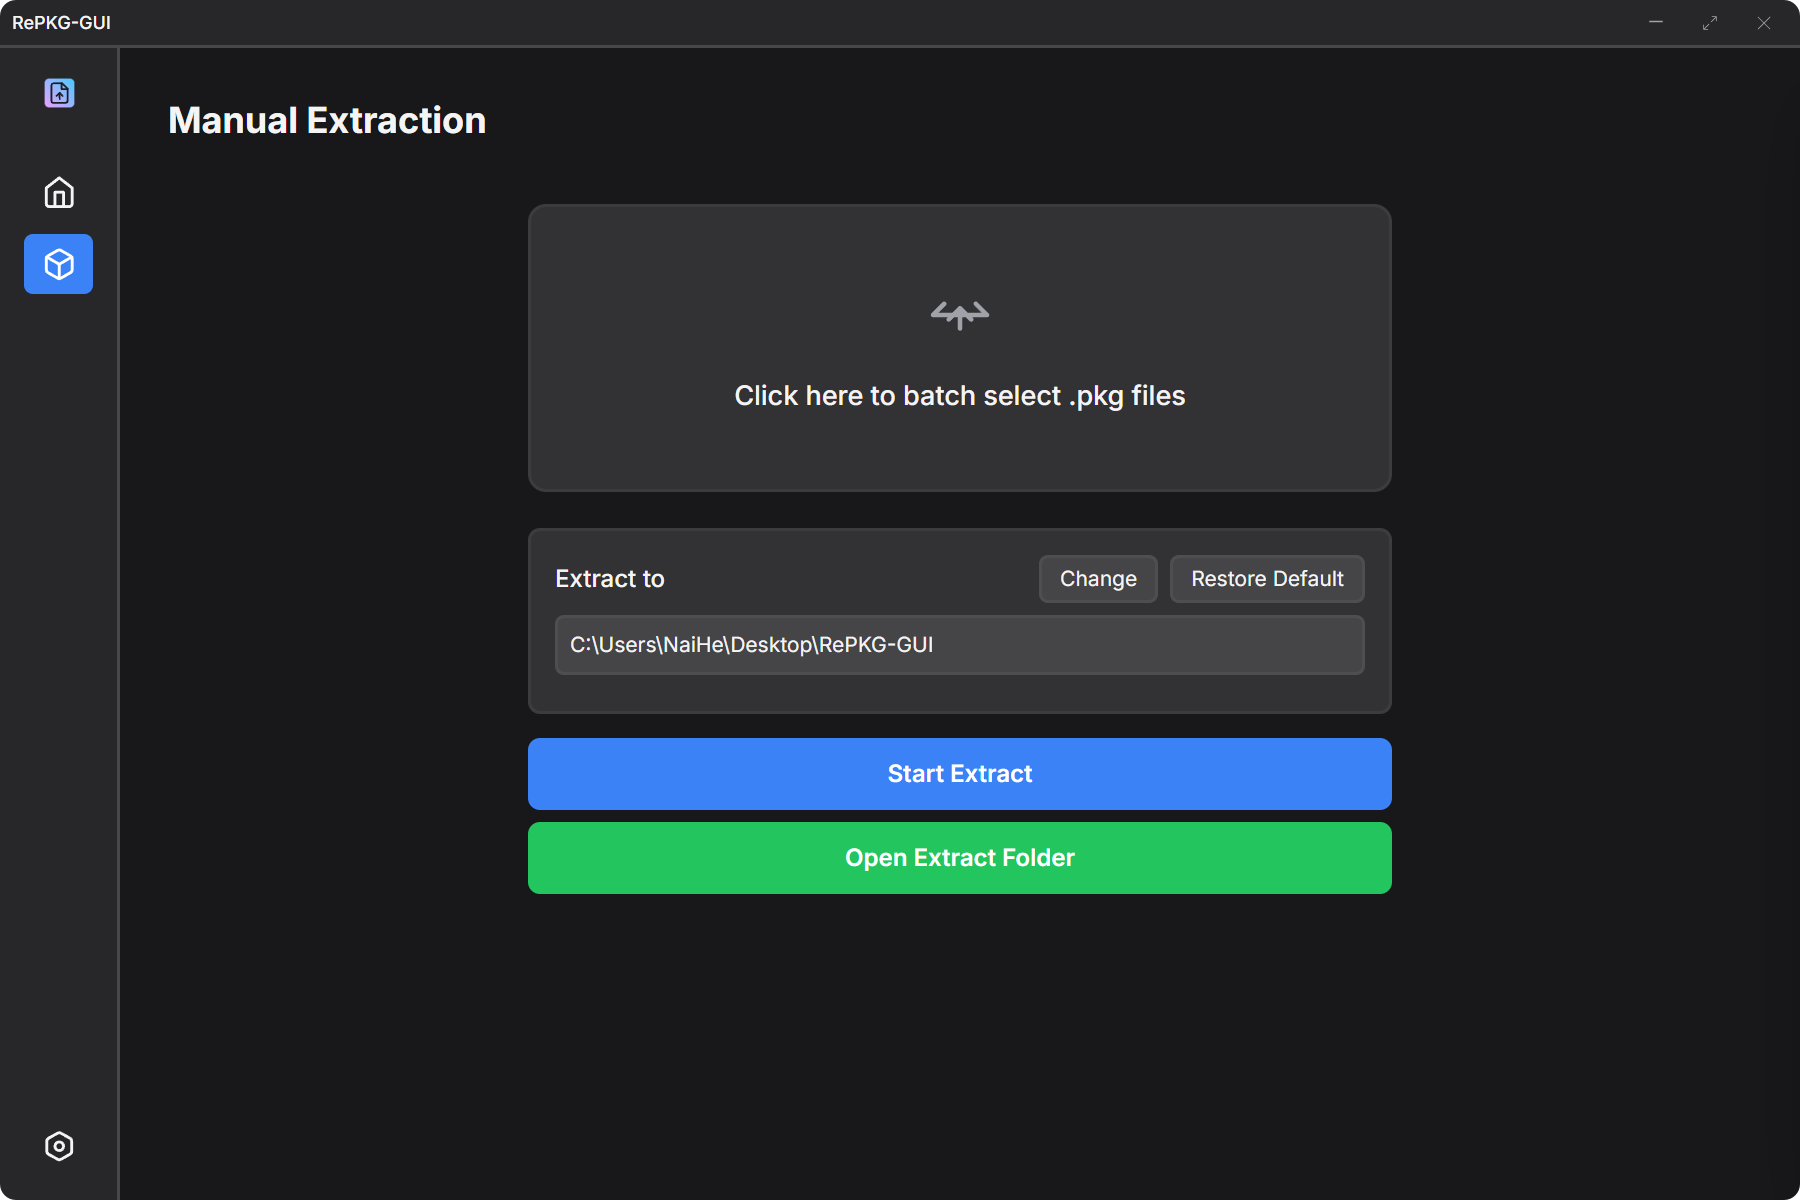 RePKG-GUI
Manual Extraction
Click here to batch select .pkg files
Extract to
Change
Restore Default
C:\Users\NaiHe\Desktop\RePKG-GUI
Start Extract
Open Extract Folder